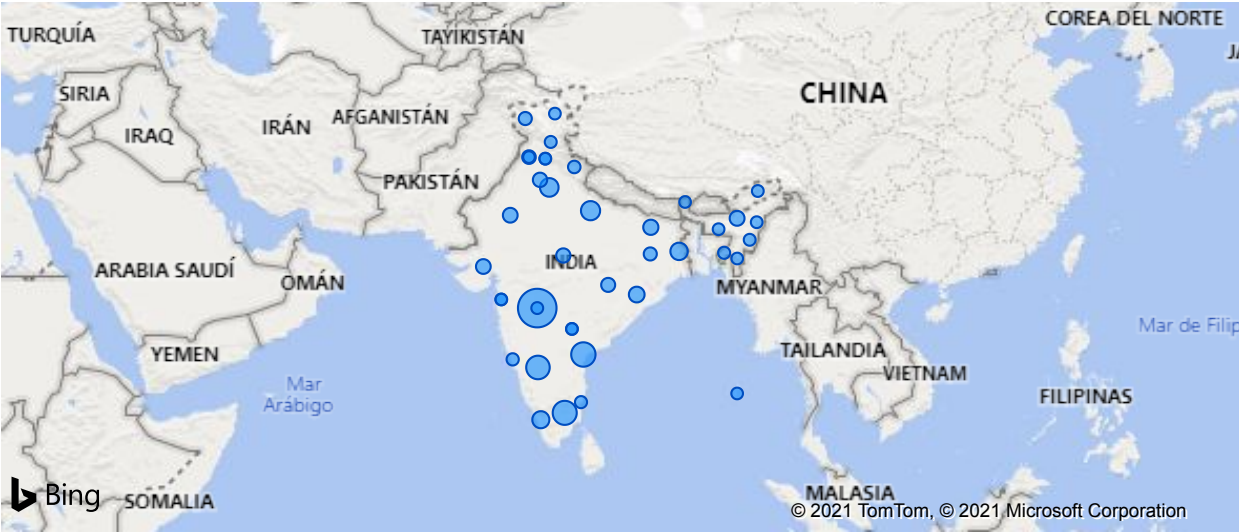 TURQUÍA
TAYIKISTÁN
COREA DEL NORTE
SIRIA
CHINA
AFGANISTÁN
IRAQ
IRÁN
PAKISTÁN
INDIA
ARABIA SAUDÍ
OMÁN
MYANMAR
Mar de Filip
YEMEN
TAILANDIA
VIETNAM
Mar
Arábigo
FILIPINAS
Bing
SOMALIA
MALASIA
© 2021 TomTom, © 2021 Microsoft Corporation